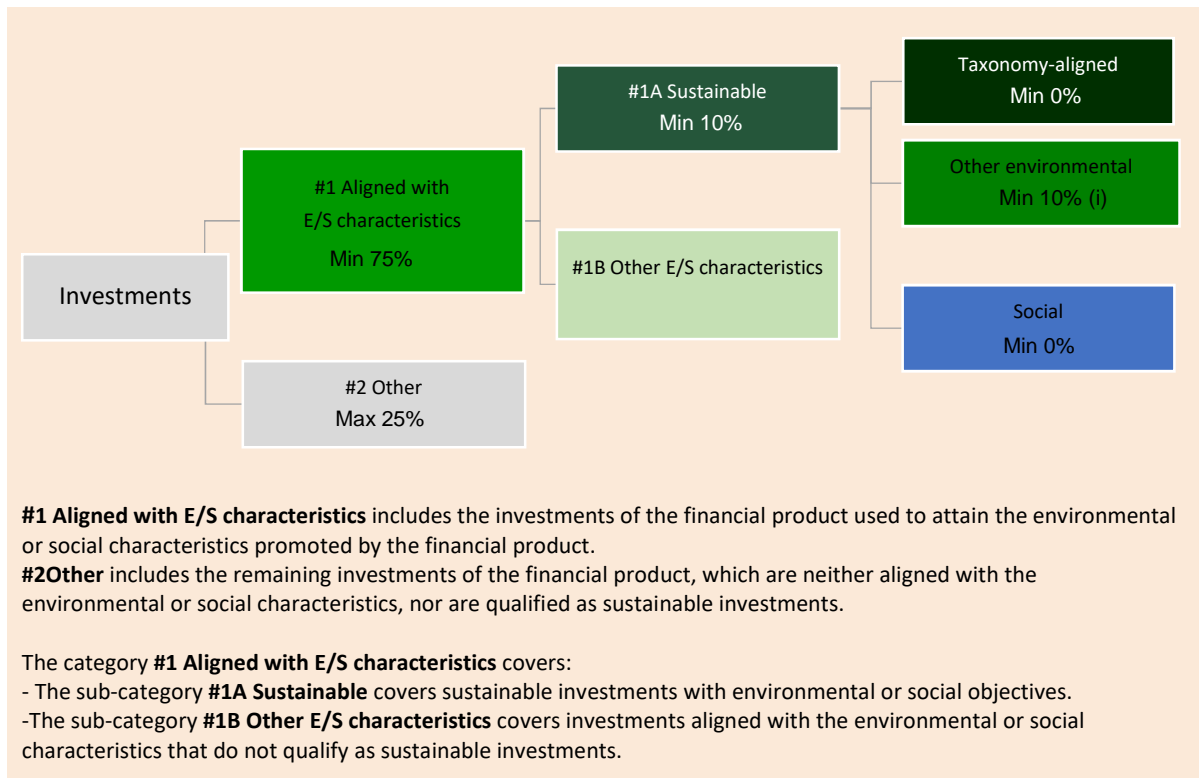 Investments
#1 Aligned with
E/S characteristics
Min 75%
#2 Other
Max 25%
#1A Sustainable
Min 10%
#1B Other E/S characteristics
Taxonomy-aligned
Min 0%
Other environmental
Min 10% (i)
Social
Min 0%
#1 Aligned with E/S characteristics includes the investments of the financial product used to attain the environmental
or social characteristics promoted by the financial product.
#2Other includes the remaining investments of the financial product, which are neither aligned with the
environmental or social characteristics, nor are qualified as sustainable investments.
The category #1 Aligned with E/S characteristics covers:
- The sub-category #1A Sustainable covers sustainable investments with environmental or social objectives.
-The sub-category #1B Other E/S characteristics covers investments aligned with the environmental or social
characteristics that do not qualify as sustainable investments.